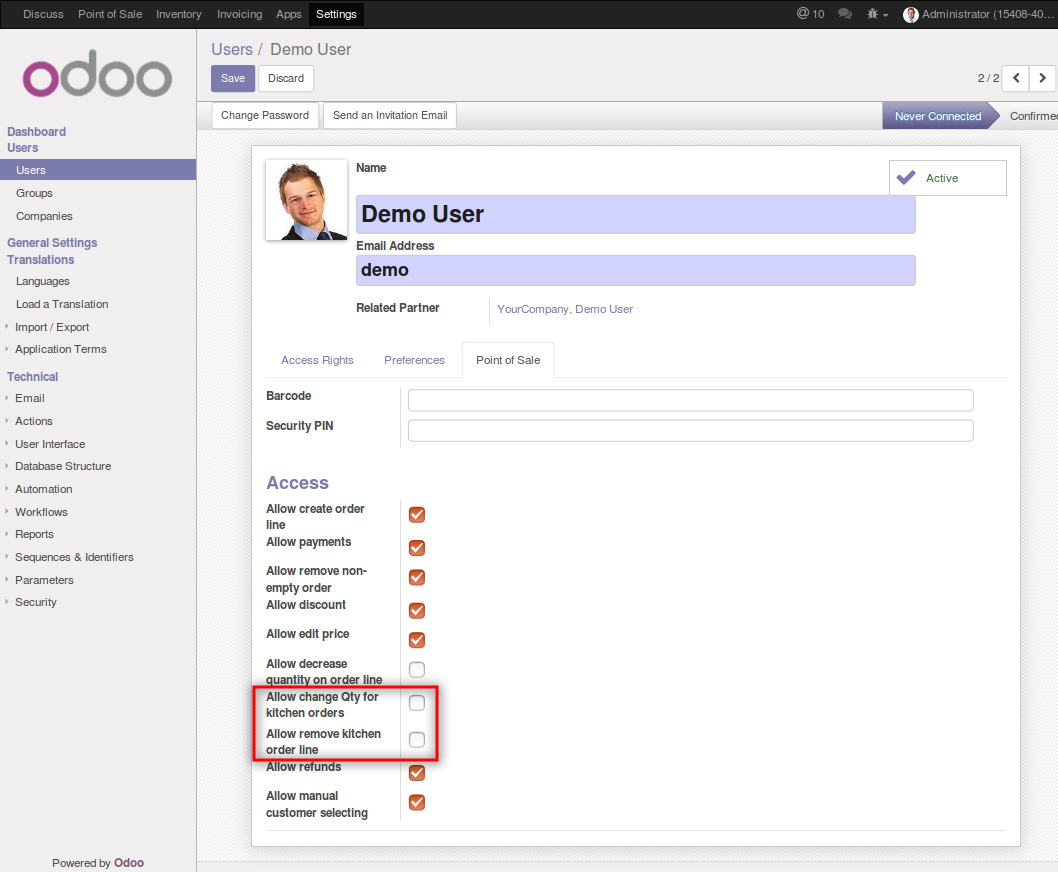 Discuss Point of Sale Inventory Invoicing Apps Settings @ 10 Administrator (15408-40...
odoo
Users / Demo User
Save Discard
2 / 2
Change Password Send an Invitation Email
Never Connected Confirmed
Dashboard
Users
Users
Groups
Companies
General Settings
Translations
Languages
Load a Translation
Import / Export
Application Terms
Technical
Email
Actions
User Interface
Database Structure
Automation
Workflows
Reports
Sequences & Identifiers
Parameters
Security
Powered by Odoo
Name
Active
Demo User
Email Address
demo
Related Partner YourCompany, Demo User
Access Rights Preferences Point of Sale
Barcode
Security PIN
Access
Allow create order
line
Allow payments
Allow remove non-
empty order
Allow discount
Allow edit price
Allow decrease
quantity on order line
Allow change Qty for
kitchen orders
Allow remove kitchen
order line
Allow refunds
Allow manual
customer selecting